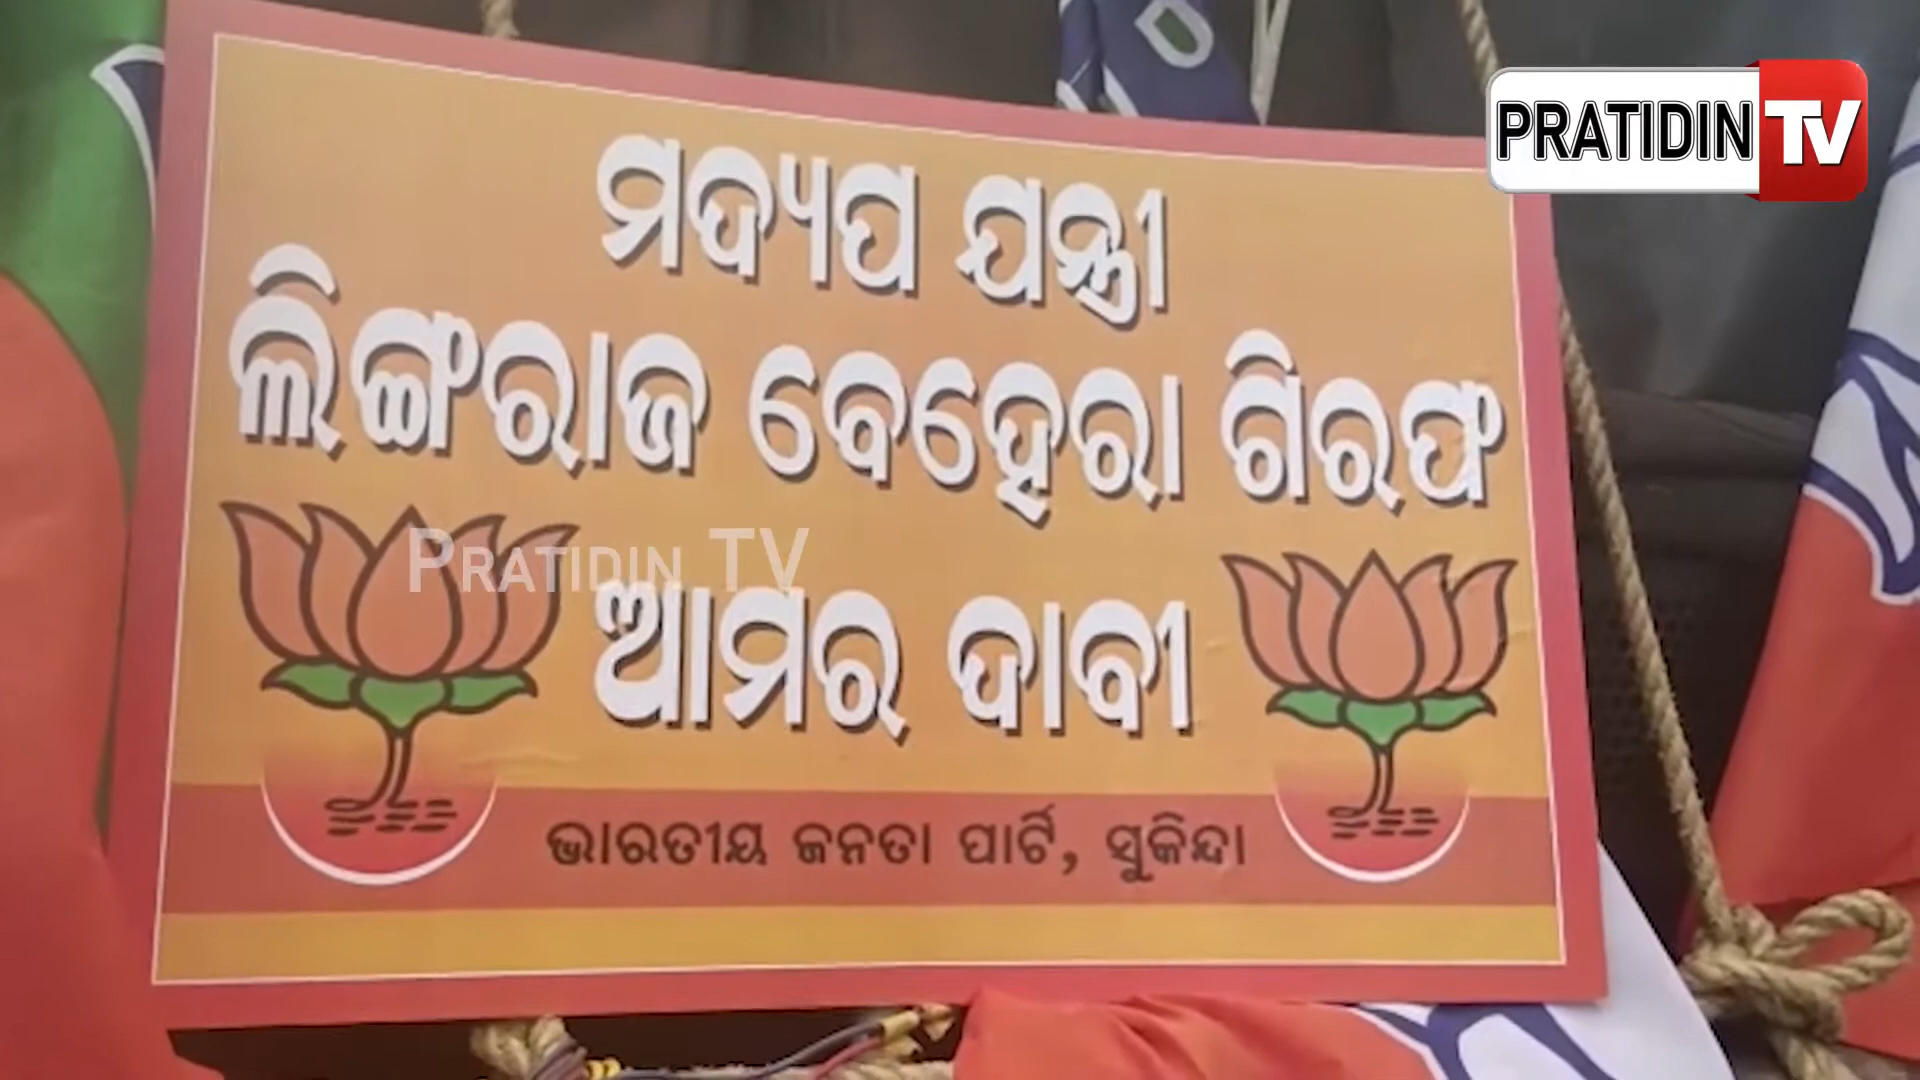 PRATIDIN TV
ମଦ୍ୟପ ଯନ୍ତ୍ରୀ
ଲିଙ୍ଗରାଜ ବେହେରା ଗିରଫ
PRATIDIN TV
ଆମର ଦାବୀ
ଭାରତୀୟ ଜନତା ପାର୍ଟି, ସୁକିନ୍ଦା